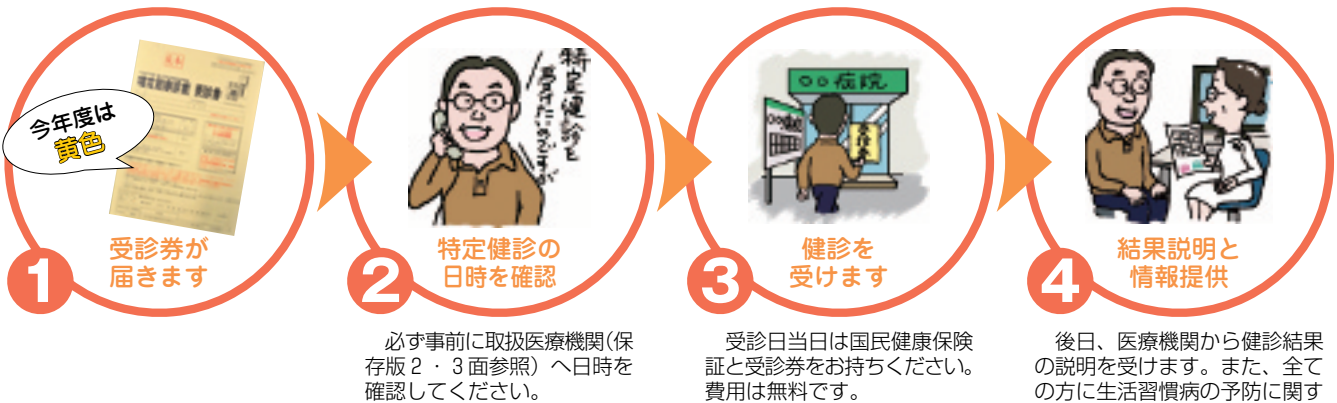 今年度は
黄色
受診券が
届きます
1
特定健診を
受けたいのですが
特定健診の
日時を確認
2
必ず事前に取扱医療機関(保
存版2・3面参照)へ日時を
確認してください。
○○病院
健診を
受けます
3
受診日当日は国民健康保険
証と受診券をお持ちください。
費用は無料です。
結果説明と
情報提供
4
後日、医療機関から健診結果
の説明を受けます。また、全て
の方に生活習慣病の予防に関す